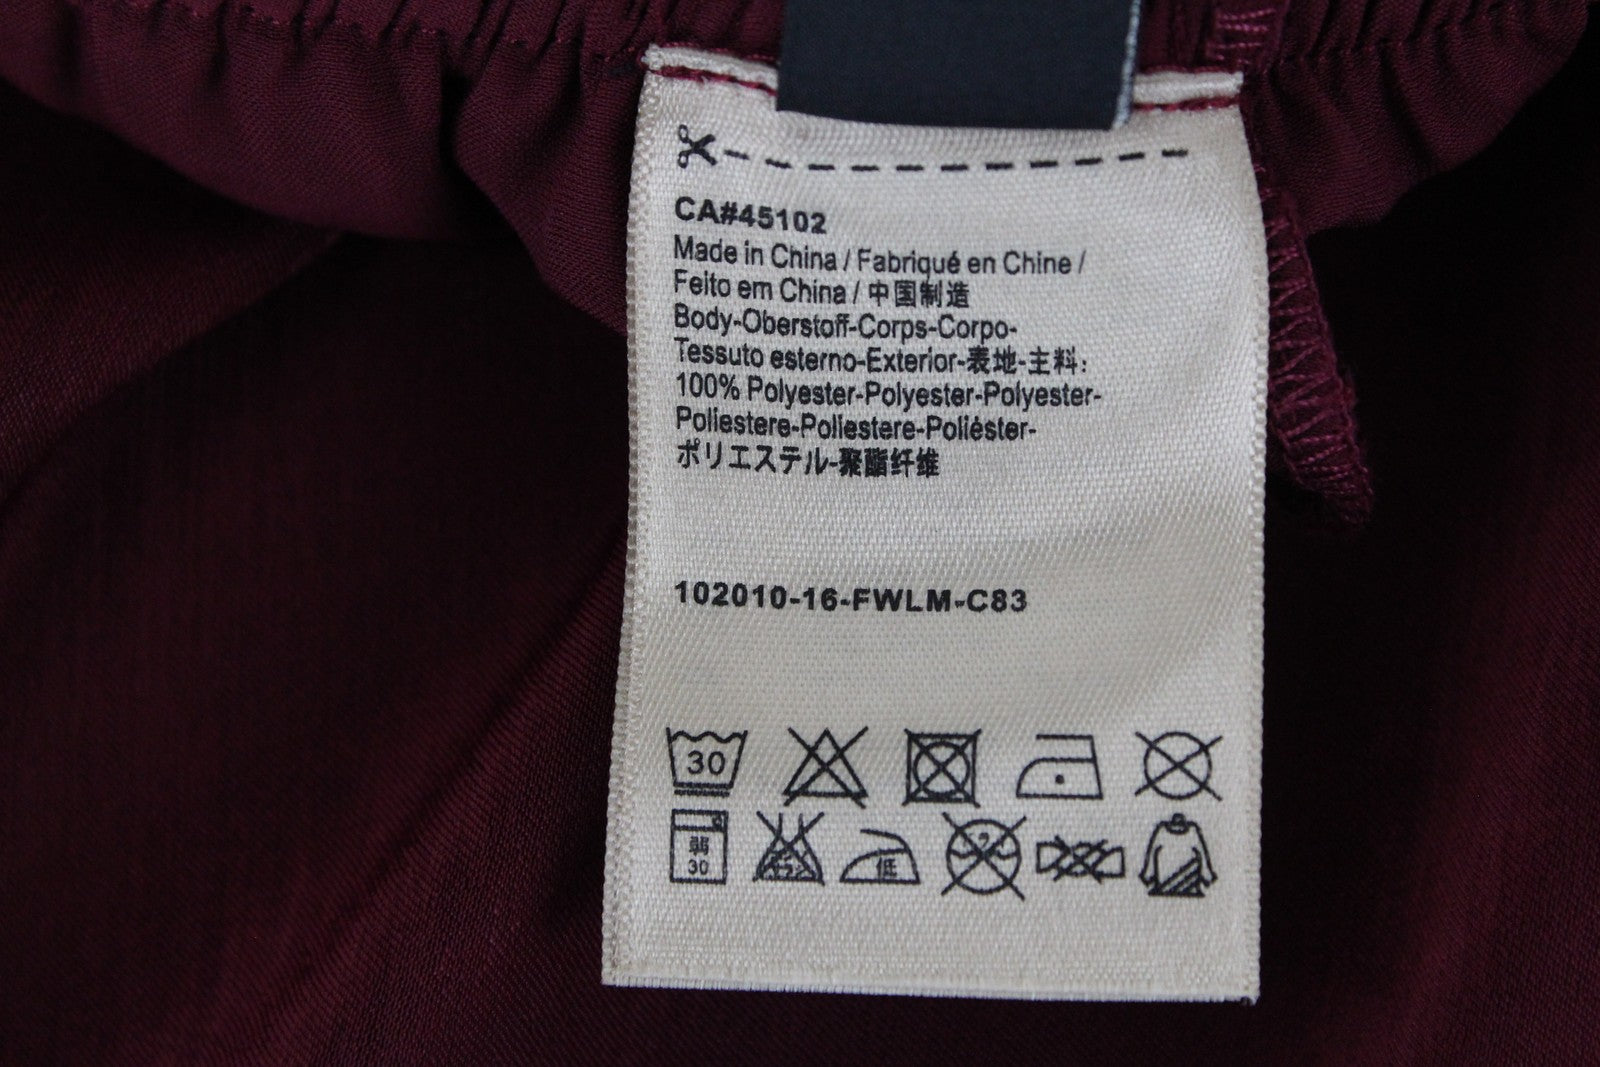 CA#45102
Made in China / Fabriqué en Chine /
Feito em China / 中国制造
Body-Oberstoff-Corps-Corpo-
Tessuto esterno-Exterior-表地-主料:
100% Polyester-Polyester-Polyester-
Poliestere-Poliestere-Poliéster-
ポリエステル-聚酯纤维
102010-16-FWLM-C83
30
弱 低
30